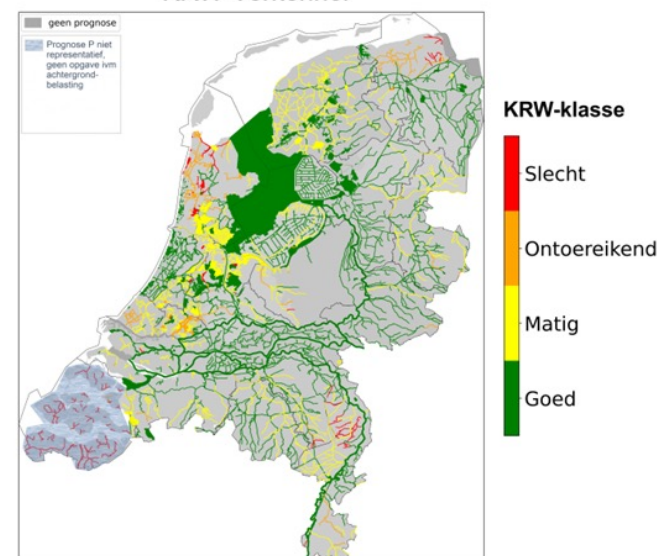 geen prognose
Prognose P niet
representatief,
geen opgave ivm
achtergrond-
belasting
KRW-klasse
Slecht
Ontoereikend
Matig
Goed